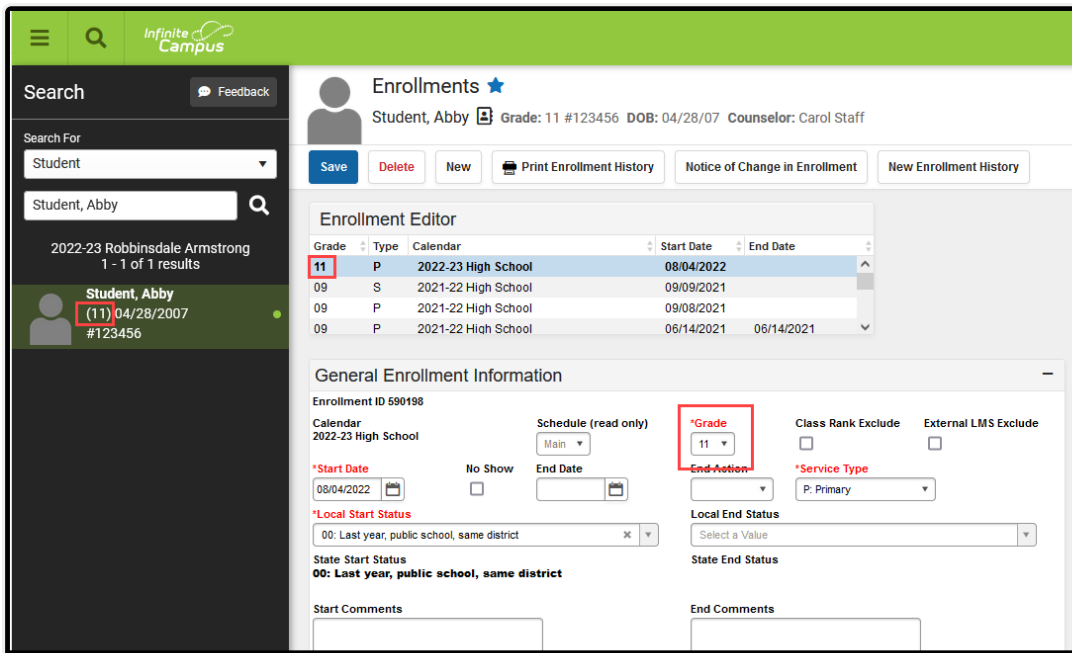 Infinite
Campus
Search
Feedback
Search For
Student
Student, Abby
2022-23 Robbinsdale Armstrong
1 - 1 of 1 results
Student, Abby
(11) 04/28/2007
#123456
Enrollments
Student, Abby Grade: 11 #123456 DOB: 04/28/07 Counselor: Carol Staff
Save Delete New Print Enrollment History Notice of Change in Enrollment New Enrollment History
Enrollment Editor
Grade Type Calendar Start Date End Date
11 P 2022-23 High School 08/04/2022
09 S 2021-22 High School 09/09/2021
09 P 2021-22 High School 09/08/2021
09 P 2021-22 High School 06/14/2021 06/14/2021
General Enrollment Information
Enrollment ID 590198
Calendar Schedule (read only) *Grade Class Rank Exclude External LMS Exclude
2022-23 High School Main 11
*Start Date No Show End Date End Action *Service Type
08/04/2022 P: Primary
*Local Start Status Local End Status
00: Last year, public school, same district Select a Value
State Start Status State End Status
00: Last year, public school, same district
Start Comments End Comments